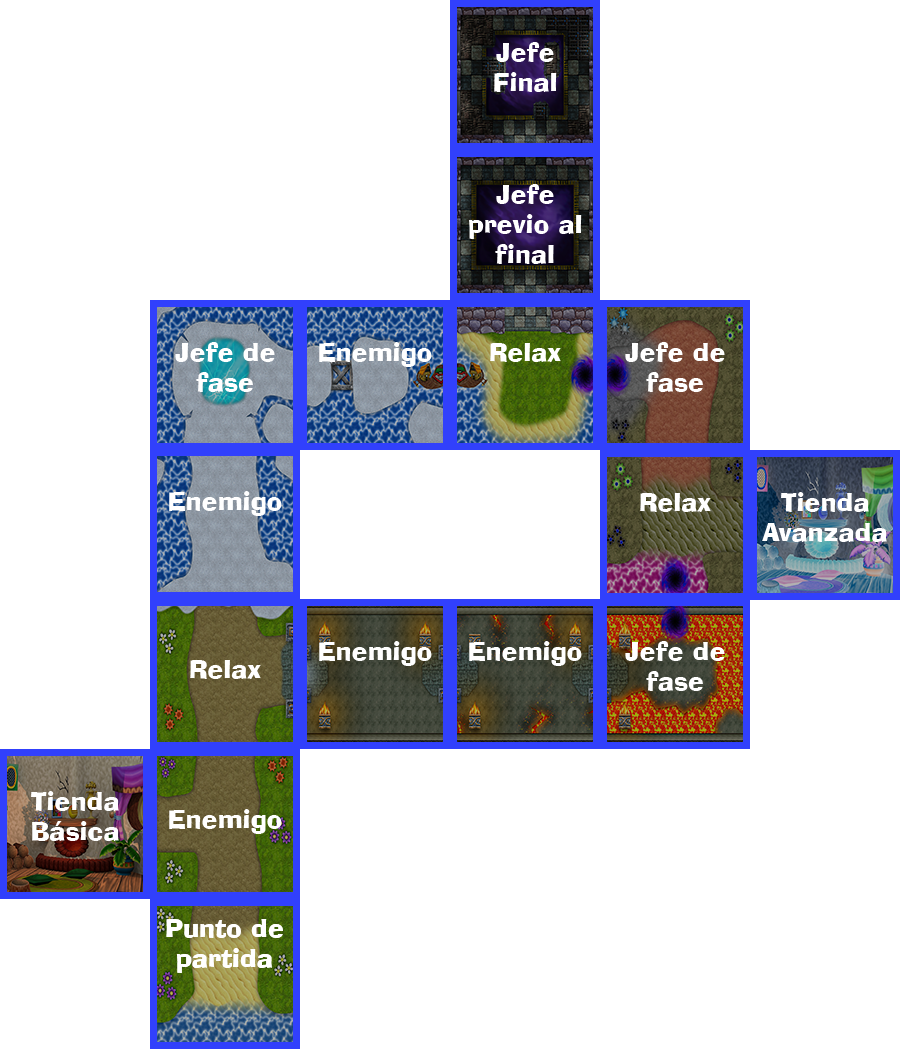 Jefe
Final
Jefe
previo al
final
Jefe de
fase
Enemigo
Relax
Jefe de
fase
Enemigo
Relax
Tienda
Avanzada
Relax
Enemigo
Enemigo
Jefe de
fase
Tienda
Básica
Enemigo
Punto de
partida